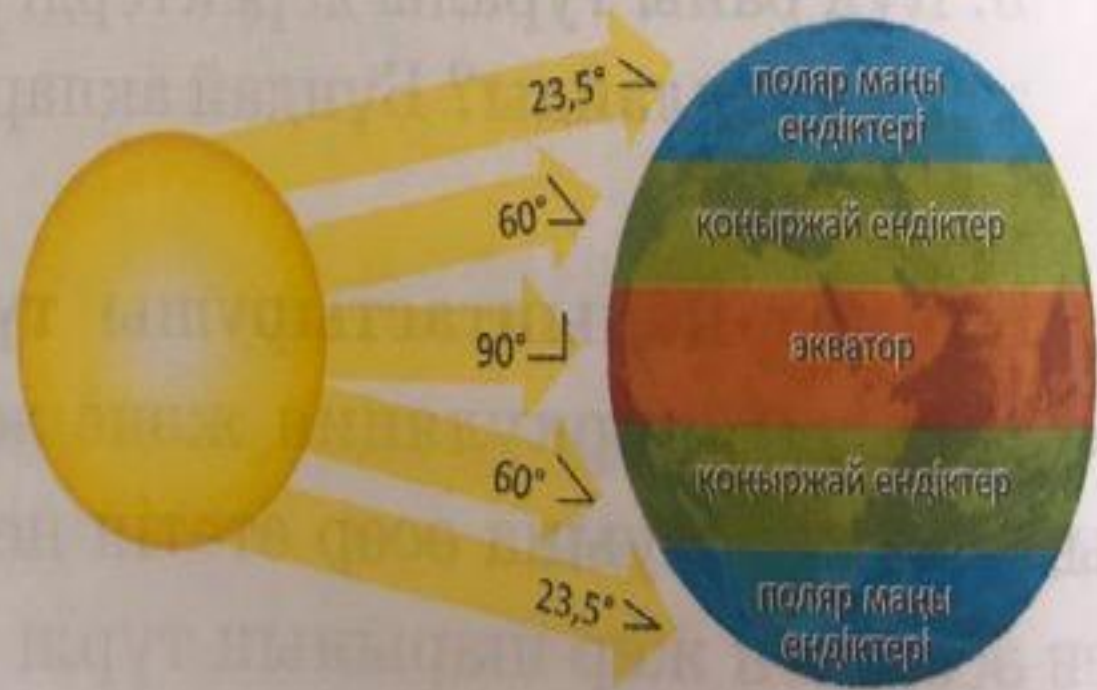 23,5°
поляр маңы
ендіктері
60°
қоңыржай ендіктер
90°
экватор
60°
қоңыржай ендіктер
23,5°
поляр маңы
ендіктері